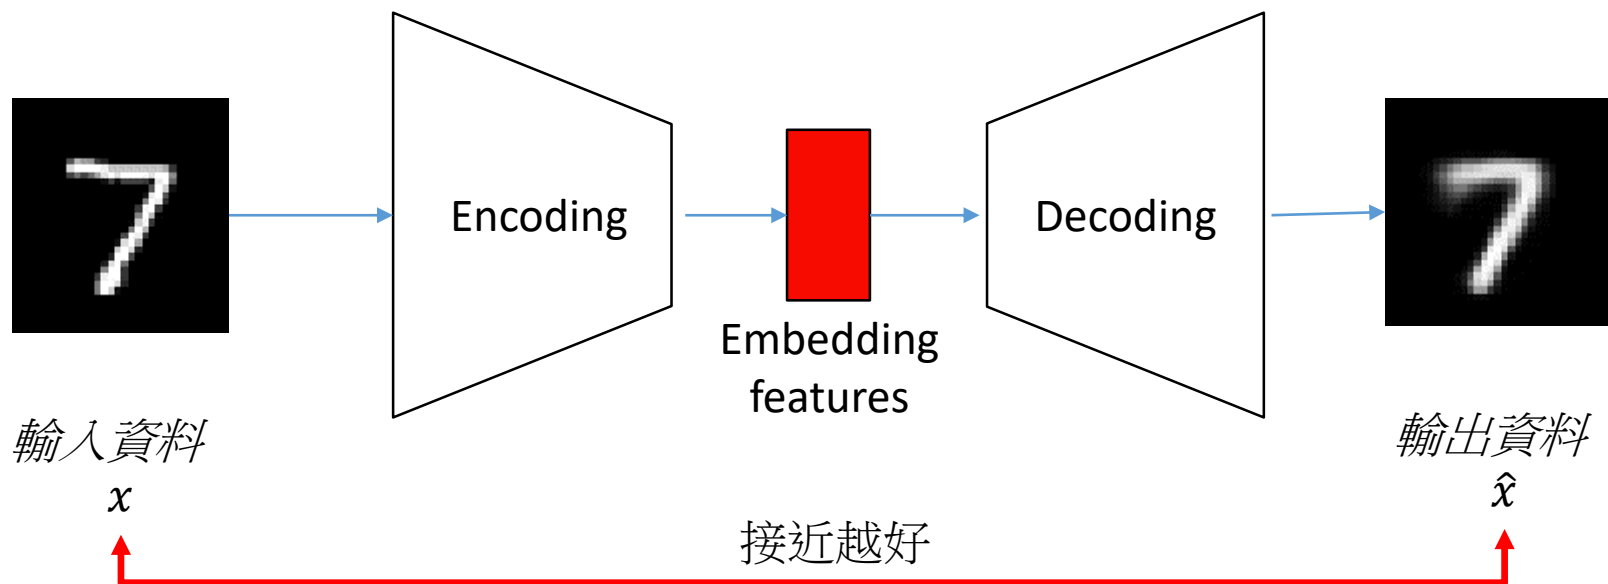 Encoding
Decoding
Embedding
features
輸入資料
x
輸出資料
x̂
接近越好